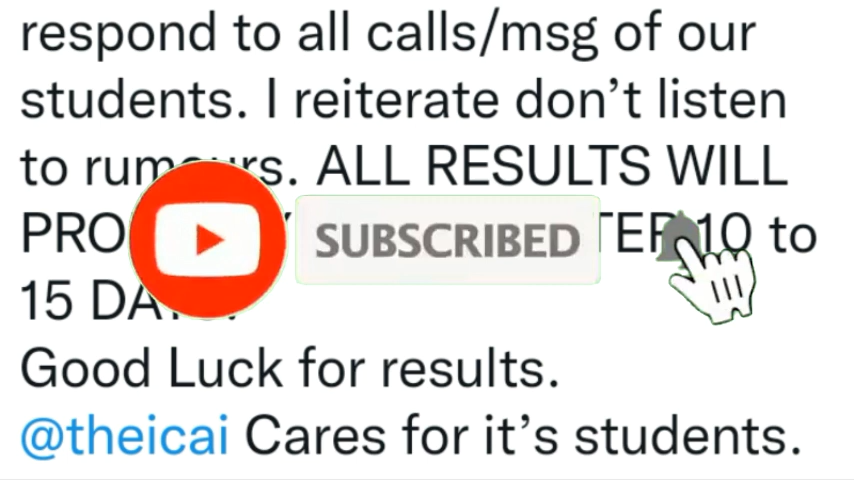 respond to all calls/msg of our
students. I reiterate don’t listen
to rumours. ALL RESULTS WILL
SUBSCRIBED
10 to
15
Good Luck for results.
@theicai Cares for it’s students.